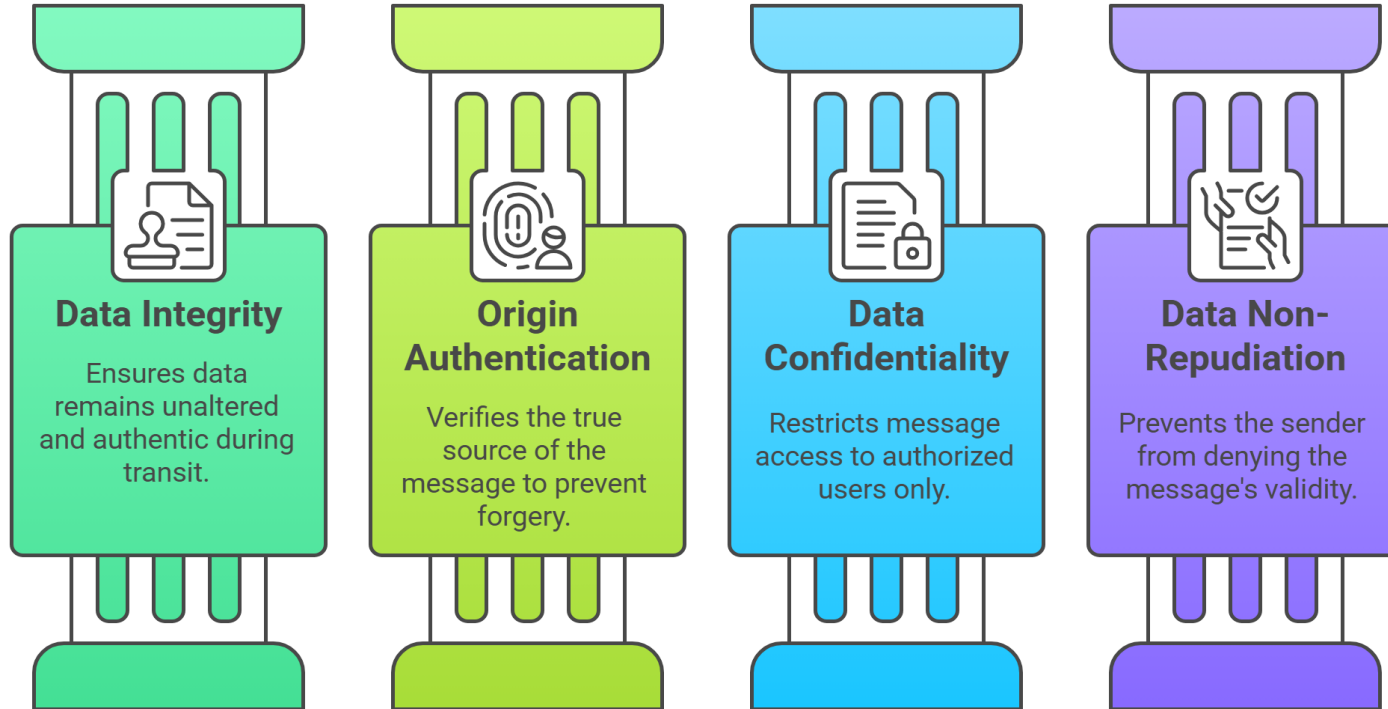 Data Integrity
Ensures data
remains unaltered
and authentic during
transit.
Origin
Authentication
Verifies the true
source of the
message to prevent
forgery.
Data
Confidentiality
Restricts message
access to authorized
users only.
Data Non-
Repudiation
Prevents the sender
from denying the
message's validity.